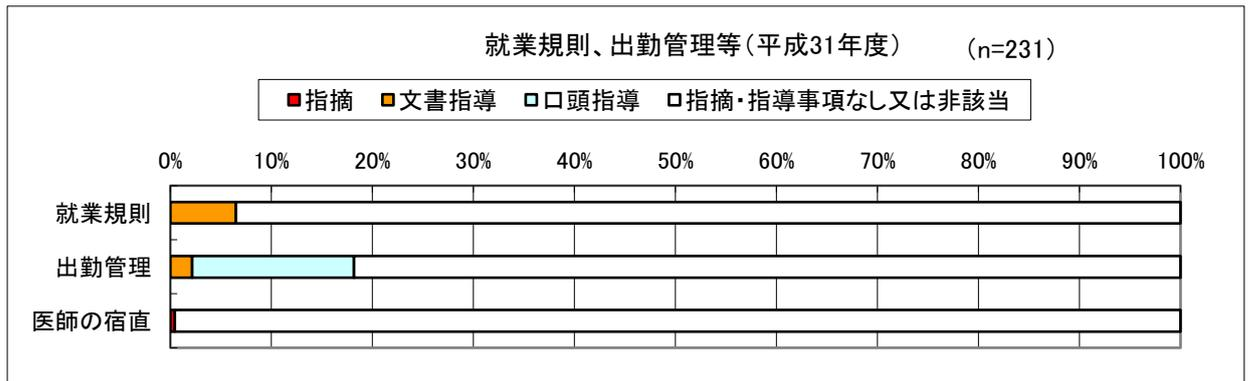 就業規則、出勤管理等（平成31年度） （n=231）
指摘 文書指導 口頭指導 指摘・指導事項なし又は非該当
0% 10% 20% 30% 40% 50% 60% 70% 80% 90% 100%
就業規則
出勤管理
医師の宿直